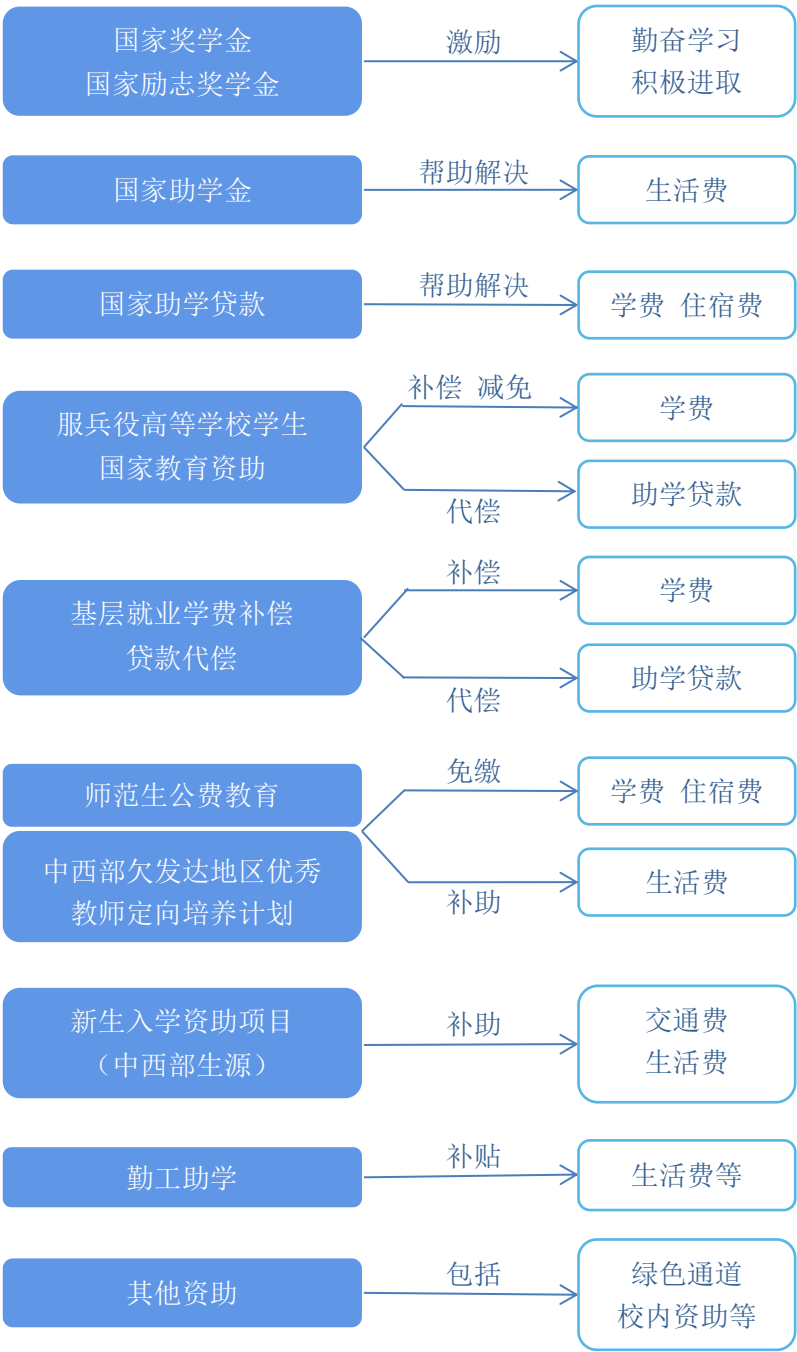 国家奖学金
国家励志奖学金
激励
勤奋学习
积极进取
国家助学金
帮助解决
生活费
国家助学贷款
帮助解决
学费 住宿费
服兵役高等学校学生
国家教育资助
补偿 减免
学费
代偿
助学贷款
基层就业学费补偿
贷款代偿
补偿
学费
代偿
助学贷款
师范生公费教育
中西部欠发达地区优秀
教师定向培养计划
免缴
学费 住宿费
补助
生活费
新生入学资助项目
（中西部生源）
补助
交通费
生活费
勤工助学
补贴
生活费等
其他资助
包括
绿色通道
校内资助等